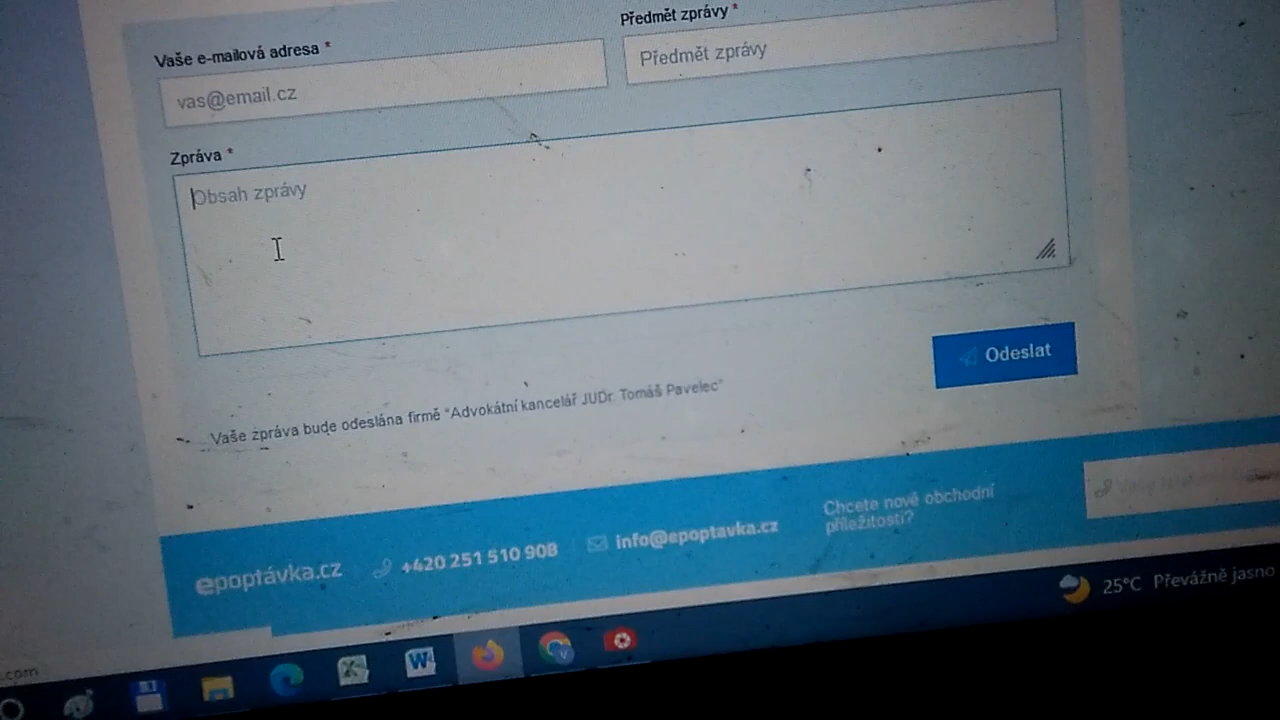 Vaše e-mailová adresa *
Předmět zprávy *
vas@email.cz
Předmět zprávy
Zpráva *
Obsah zprávy
Odeslat
Vaše zpráva bude odeslána firmě "Advokátní kancelář JUDr. Tomáš Pavelec"
epoptávka.cz
+420 251 510 908
info@epoptavka.cz
Chcete nové obchodní
příležitosti?
25°C Převážně jasno
.com